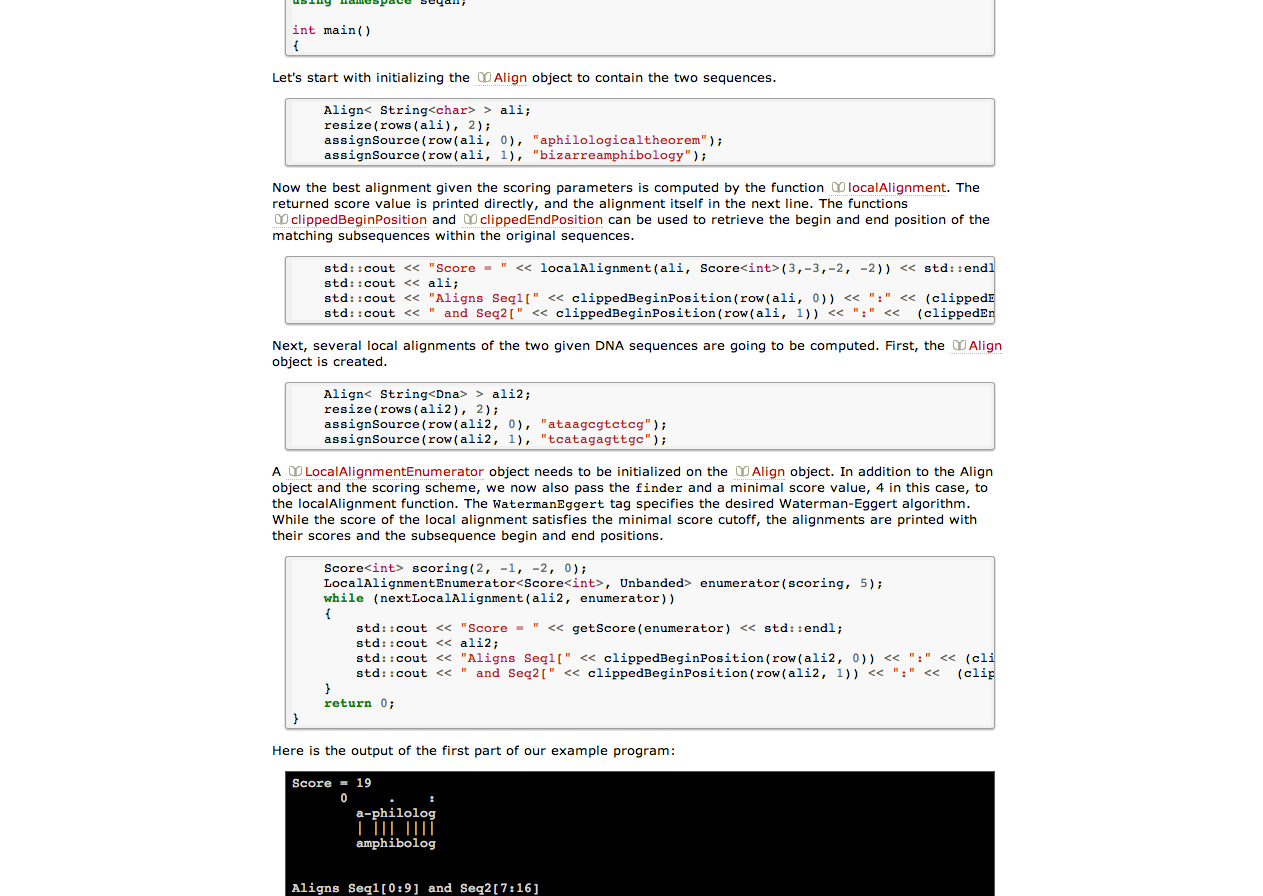 using namespace seqan;
int main()
{
Let's start with initializing the Align object to contain the two sequences.
Align< String<char> > ali;
resize(rows(ali), 2);
assignSource(row(ali, 0), "aphilologicaltheorem");
assignSource(row(ali, 1), "bizarreamphibology");
Now the best alignment given the scoring parameters is computed by the function localAlignment. The
returned score value is printed directly, and the alignment itself in the next line. The functions
clippedBeginPosition and clippedEndPosition can be used to retrieve the begin and end position of the
matching subsequences within the original sequences.
std::cout << "Score = " << localAlignment(ali, Score<int>(3,-3,-2, -2)) << std::endl
std::cout << ali;
std::cout << "Aligns Seq1[" << clippedBeginPosition(row(ali, 0)) << ":" << (clippedE
std::cout << " and Seq2[" << clippedBeginPosition(row(ali, 1)) << ":" <<  (clippedEn
Next, several local alignments of the two given DNA sequences are going to be computed. First, the Align
object is created.
Align< String<Dna> > ali2;
resize(rows(ali2), 2);
assignSource(row(ali2, 0), "ataagcgtctcg");
assignSource(row(ali2, 1), "tcatagagttgc");
A LocalAlignmentEnumerator object needs to be initialized on the Align object. In addition to the Align
object and the scoring scheme, we now also pass the finder and a minimal score value, 4 in this case, to
the localAlignment function. The WatermanEggert tag specifies the desired Waterman-Eggert algorithm.
While the score of the local alignment satisfies the minimal score cutoff, the alignments are printed with
their scores and the subsequence begin and end positions.
Score<int> scoring(2, -1, -2, 0);
LocalAlignmentEnumerator<Score<int>, Unbanded> enumerator(scoring, 5);
while (nextLocalAlignment(ali2, enumerator))
{
std::cout << "Score = " << getScore(enumerator) << std::endl;
std::cout << ali2;
std::cout << "Aligns Seq1[" << clippedBeginPosition(row(ali2, 0)) << ":" << (cli
std::cout << " and Seq2[" << clippedBeginPosition(row(ali2, 1)) << ":" <<  (clip
}
return 0;
}
Here is the output of the first part of our example program:
Score = 19
0     .    :
a-philolog
| ||| ||||
amphibolog
Aligns Seq1[0:9] and Seq2[7:16]